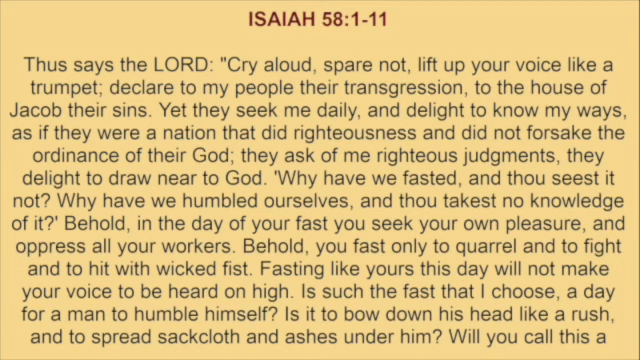 ISAIAH 58:1-11
Thus says the LORD: "Cry aloud, spare not, lift up your voice like a
trumpet; declare to my people their transgression, to the house of
Jacob their sins. Yet they seek me daily, and delight to know my ways,
as if they were a nation that did righteousness and did not forsake the
ordinance of their God; they ask of me righteous judgments, they
delight to draw near to God. 'Why have we fasted, and thou seest it
not? Why have we humbled ourselves, and thou takest no knowledge
of it?' Behold, in the day of your fast you seek your own pleasure, and
oppress all your workers. Behold, you fast only to quarrel and to fight
and to hit with wicked fist. Fasting like yours this day will not make
your voice to be heard on high. Is such the fast that I choose, a day
for a man to humble himself? Is it to bow down his head like a rush,
and to spread sackcloth and ashes under him? Will you call this a